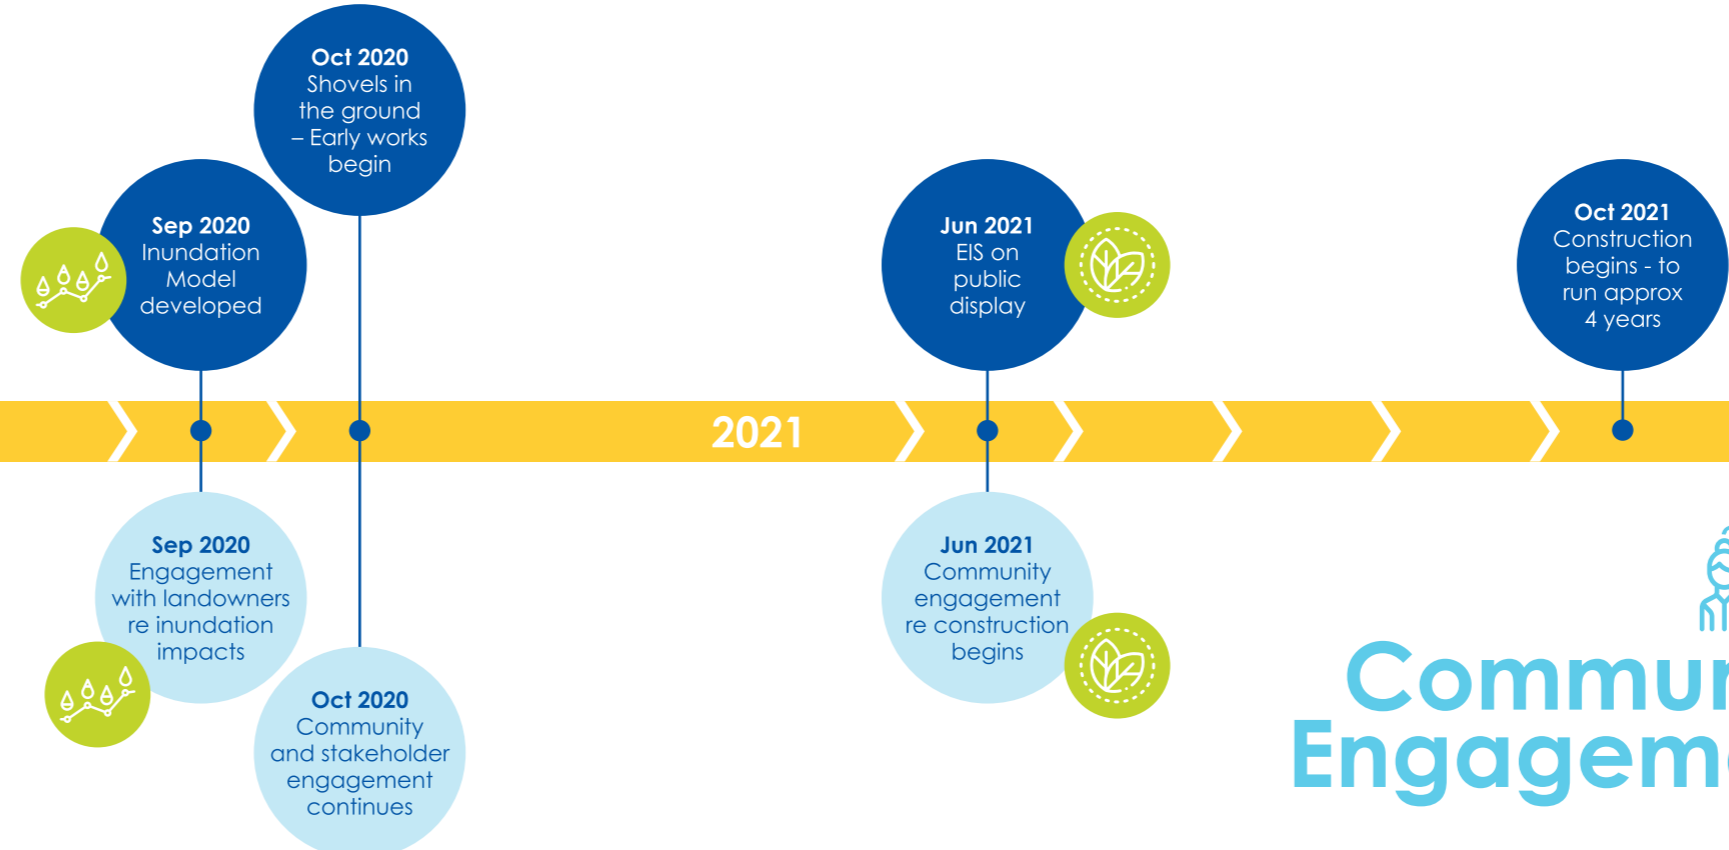 Oct 2020
Shovels in
the ground
– Early works
begin
Sep 2020
Inundation
Model
developed
Jun 2021
EIS on
public
display
Oct 2021
Construction
begins - to
run approx
4 years
2021
Sep 2020
Engagement
with landowners
re inundation
impacts
Oct 2020
Community
and stakeholder
engagement
continues
Jun 2021
Community
engagement
re construction
begins